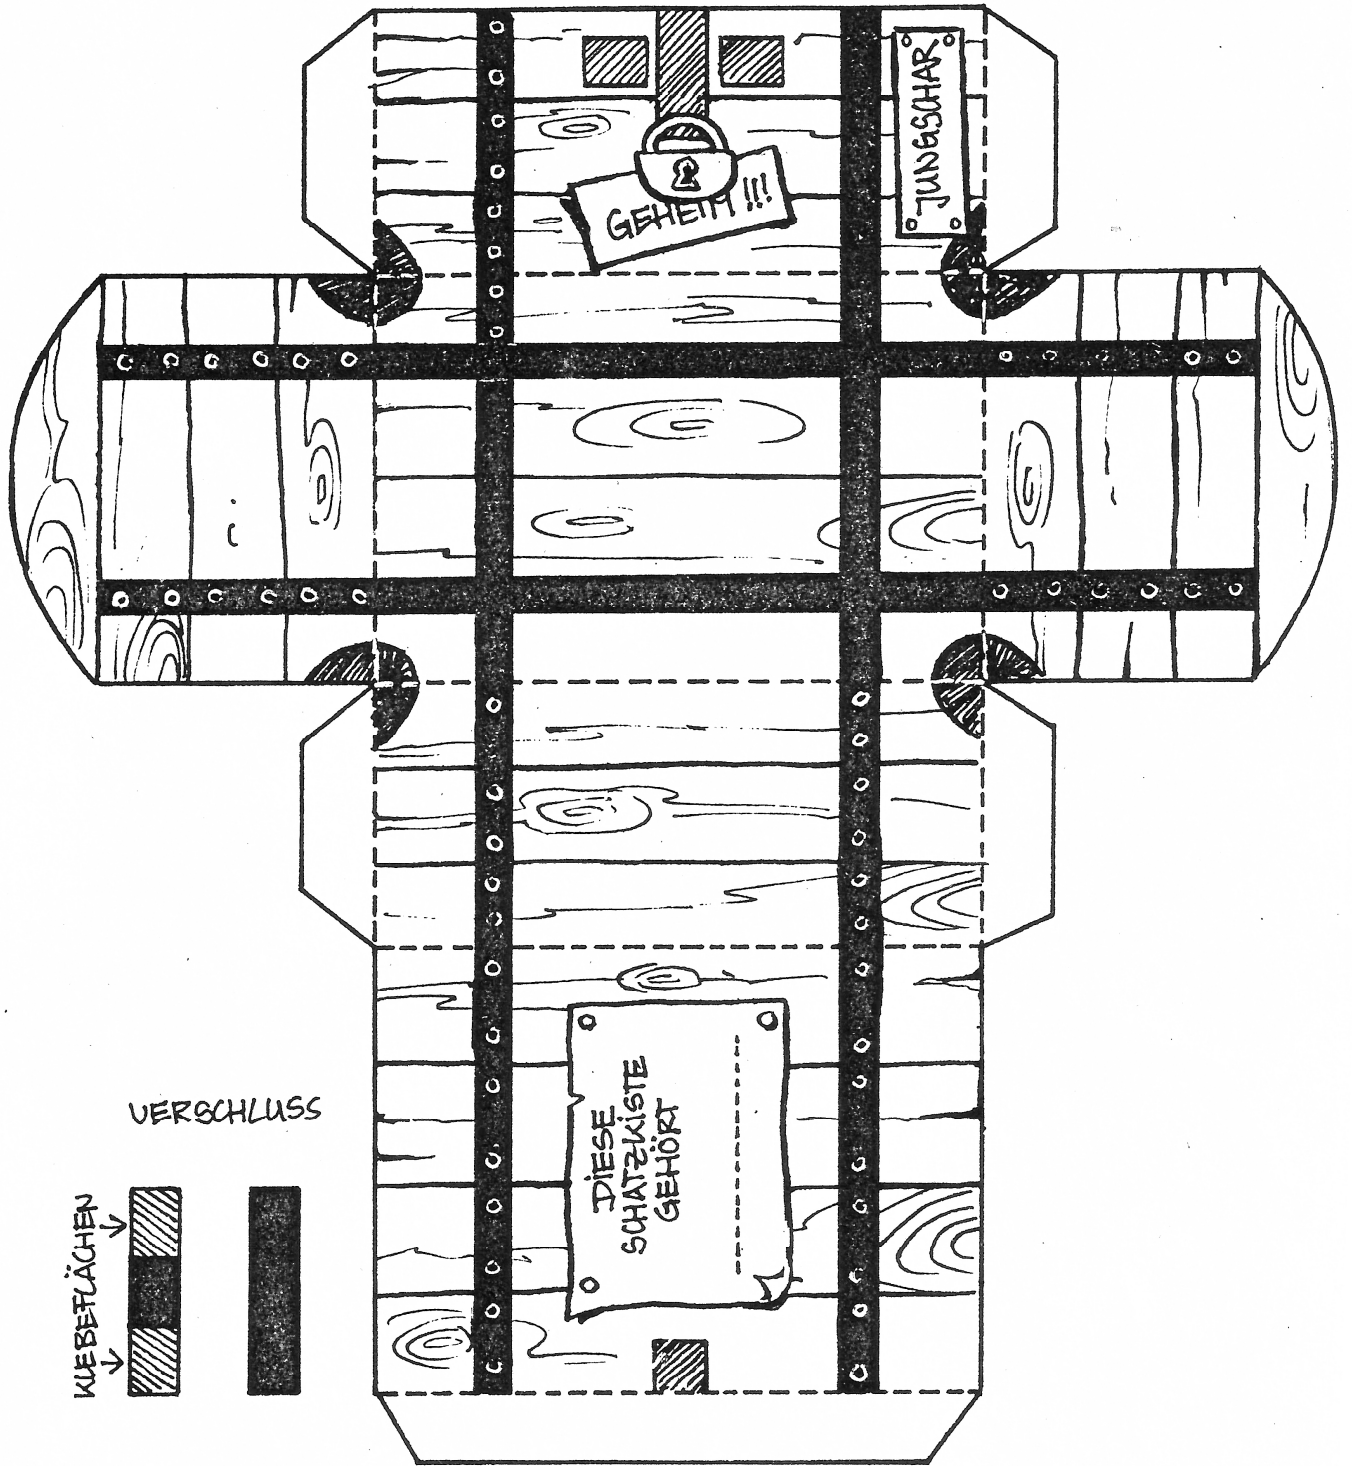 JUNGSCHAR
GEHEIM !!!
DIESE
SCHATZKISTE
GEHÖRT
VERSCHLUSS
KLEBEFLÄCHEN